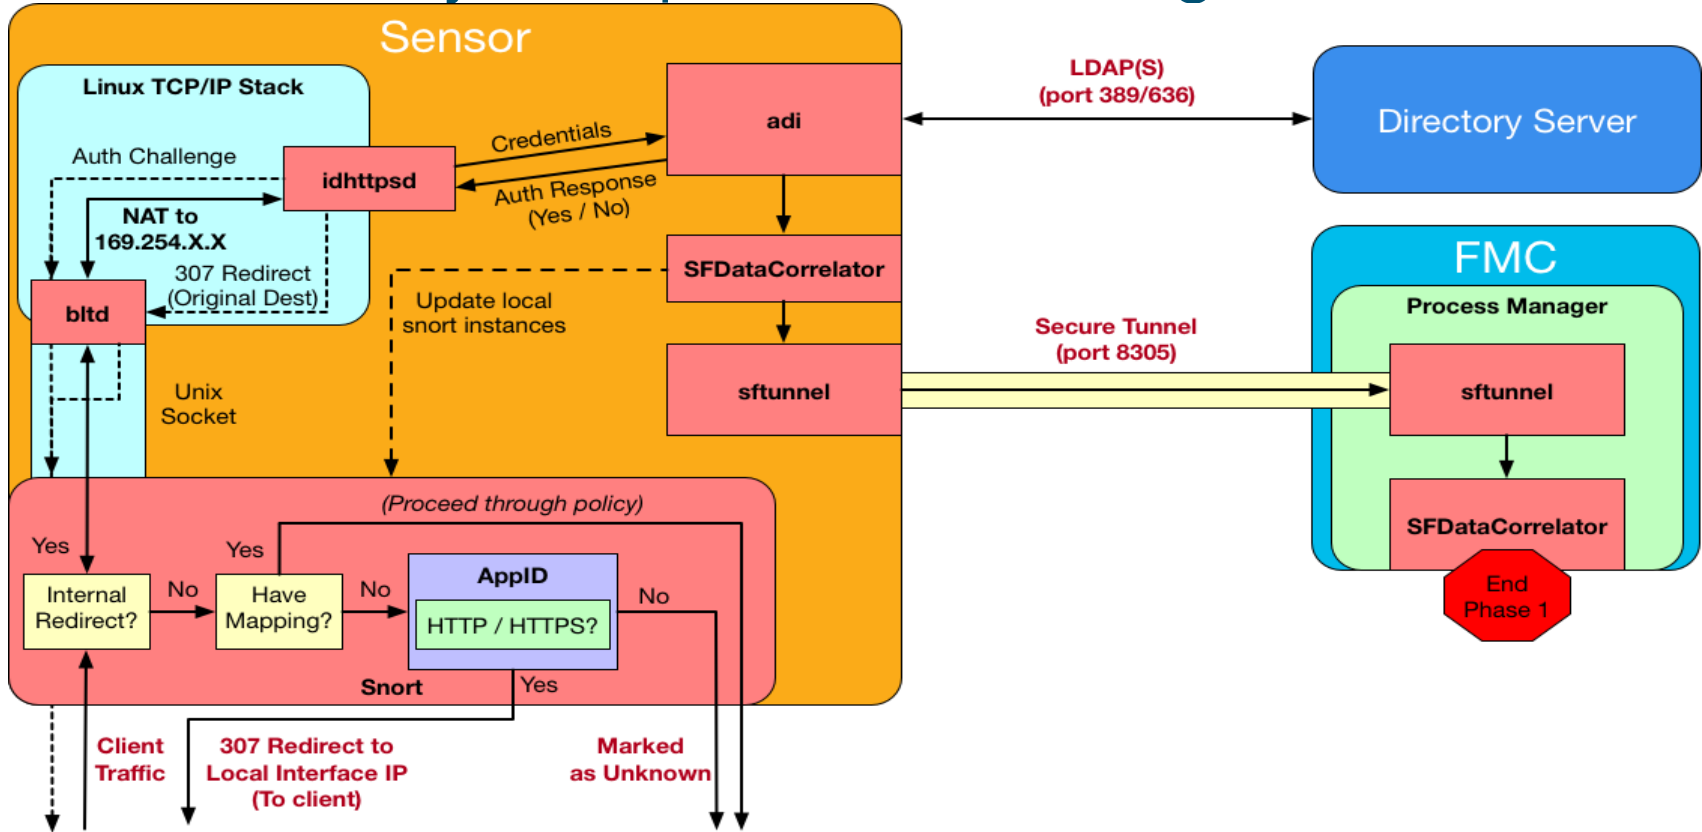 Sensor
Linux TCP/IP Stack
Auth Challenge
idhttpsd
NAT to
169.254.X.X
307 Redirect
(Original Dest)
bltd
Unix
Socket
Credentials
Auth Response
(Yes / No)
adi
SFDataCorrelator
Update local
snort instances
sftunnel
LDAP(S)
(port 389/636)
Directory Server
FMC
Process Manager
Secure Tunnel
(port 8305)
sftunnel
SFDataCorrelator
End
Phase 1
(Proceed through policy)
Yes
Internal
Redirect?
No
Yes
Have
Mapping?
No
AppID
HTTP / HTTPS?
No
Yes
Snort
Client
Traffic
307 Redirect to
Local Interface IP
(To client)
Marked
as Unknown